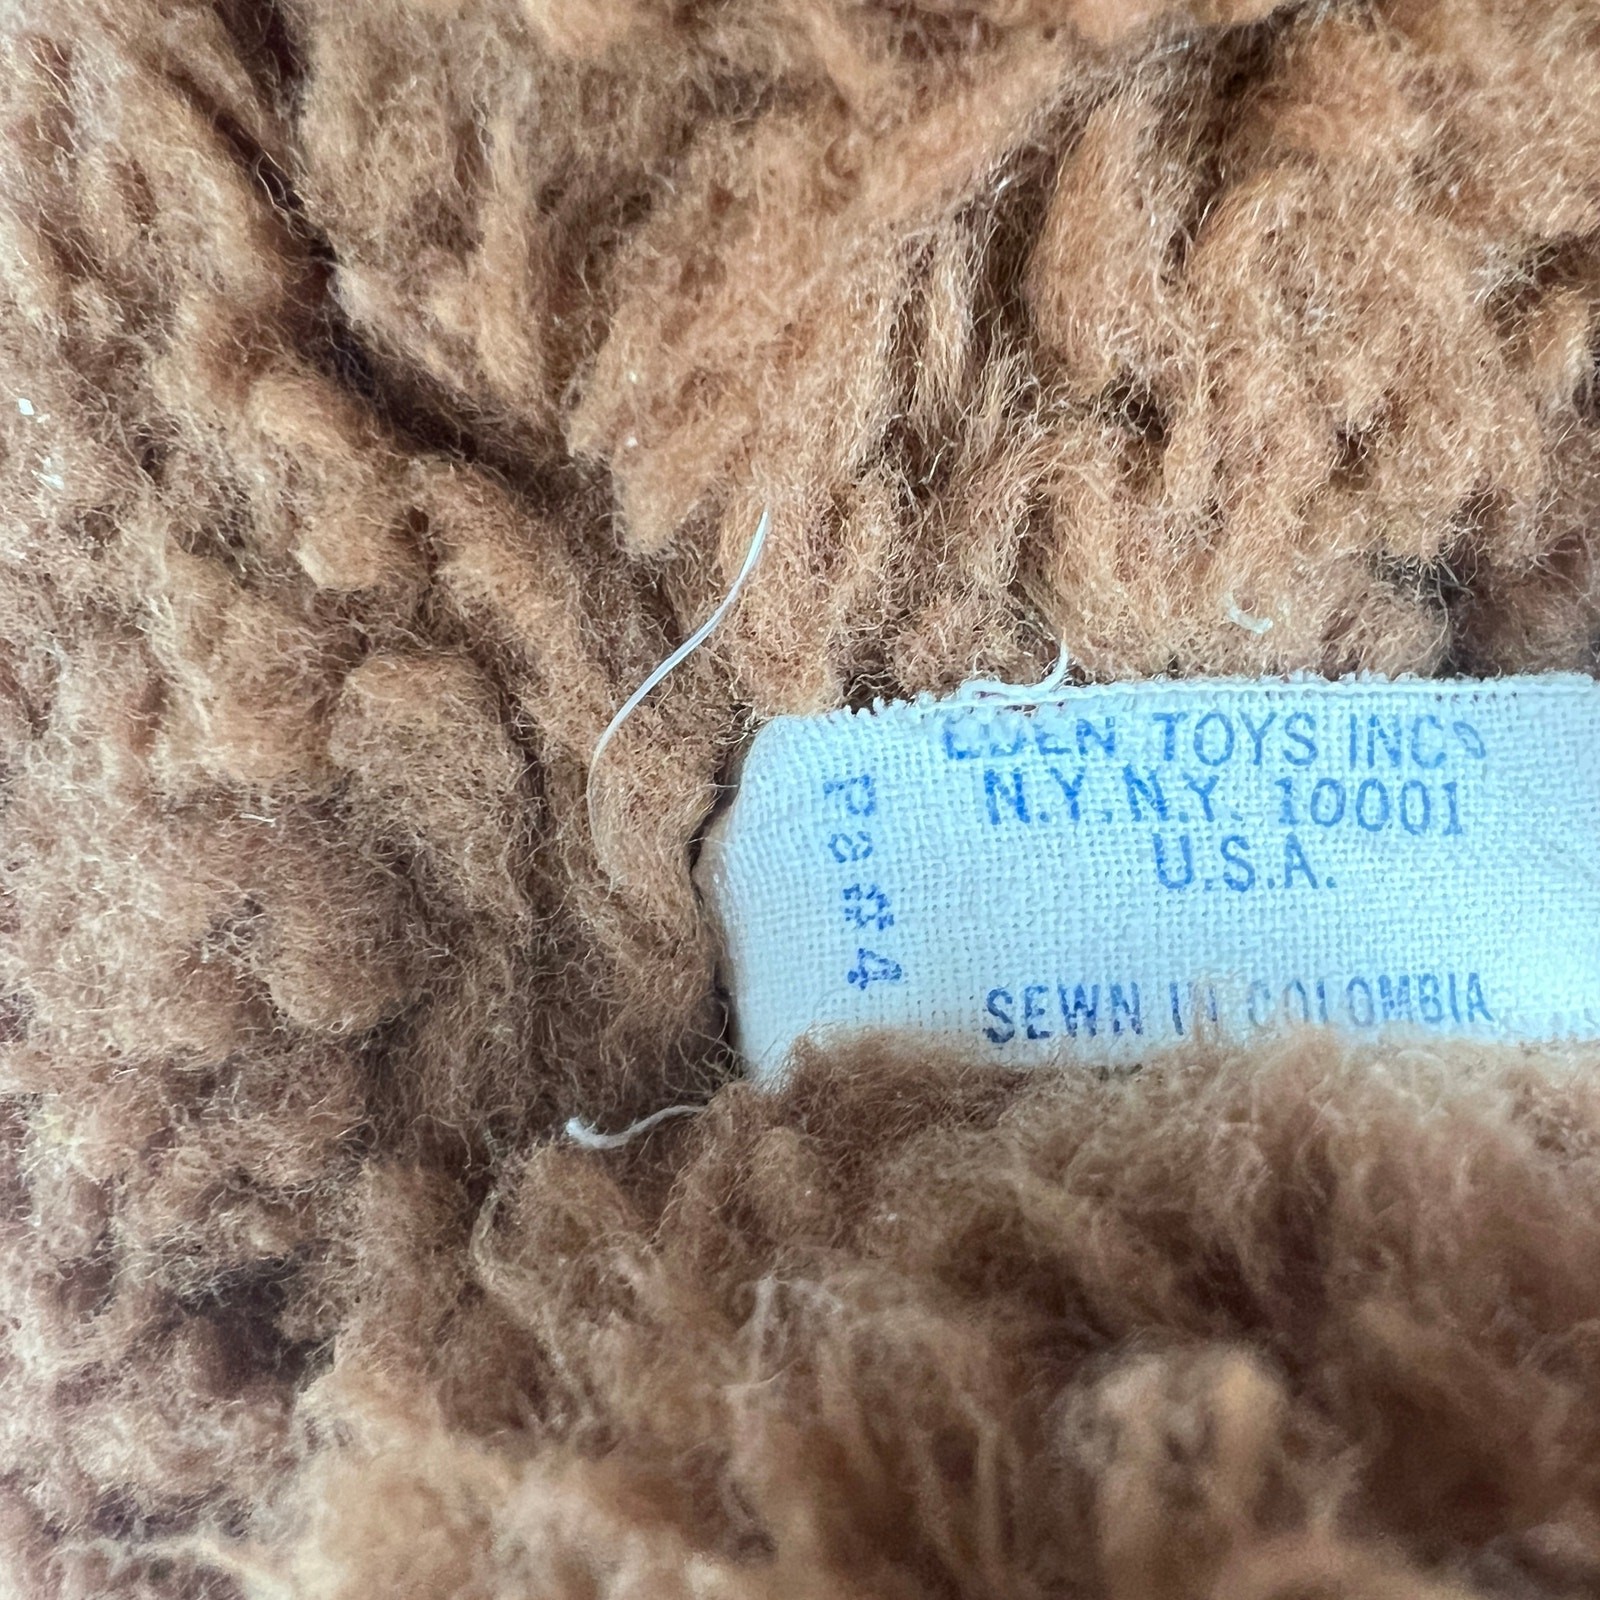 EDEN TOYS INC.
N.Y. N.Y. 10001
U.S.A.
SEWN IN COLOMBIA